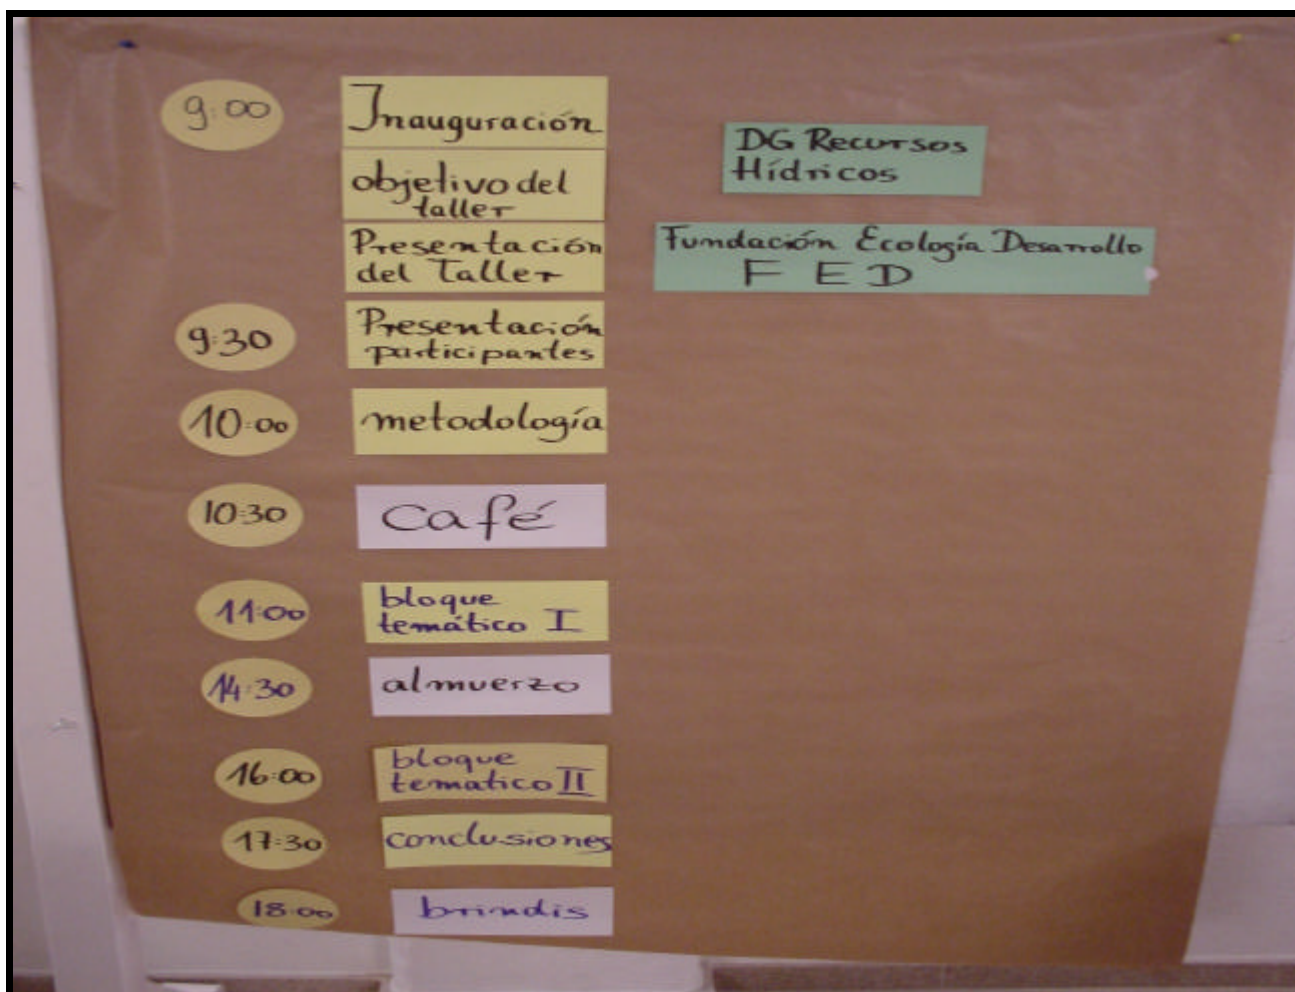 9:00
Inauguración
objetivo del
taller
DG Recursos
Hídricos
Presentación
del Taller
Fundación Ecología Desarrollo
F E D
9:30
Presentación
participantes
10:00
metodología
10:30
café
11:00
bloque
temático I
14:30
almuerzo
16:00
bloque
tematico II
17:30
conclusiones
18:00
brindis